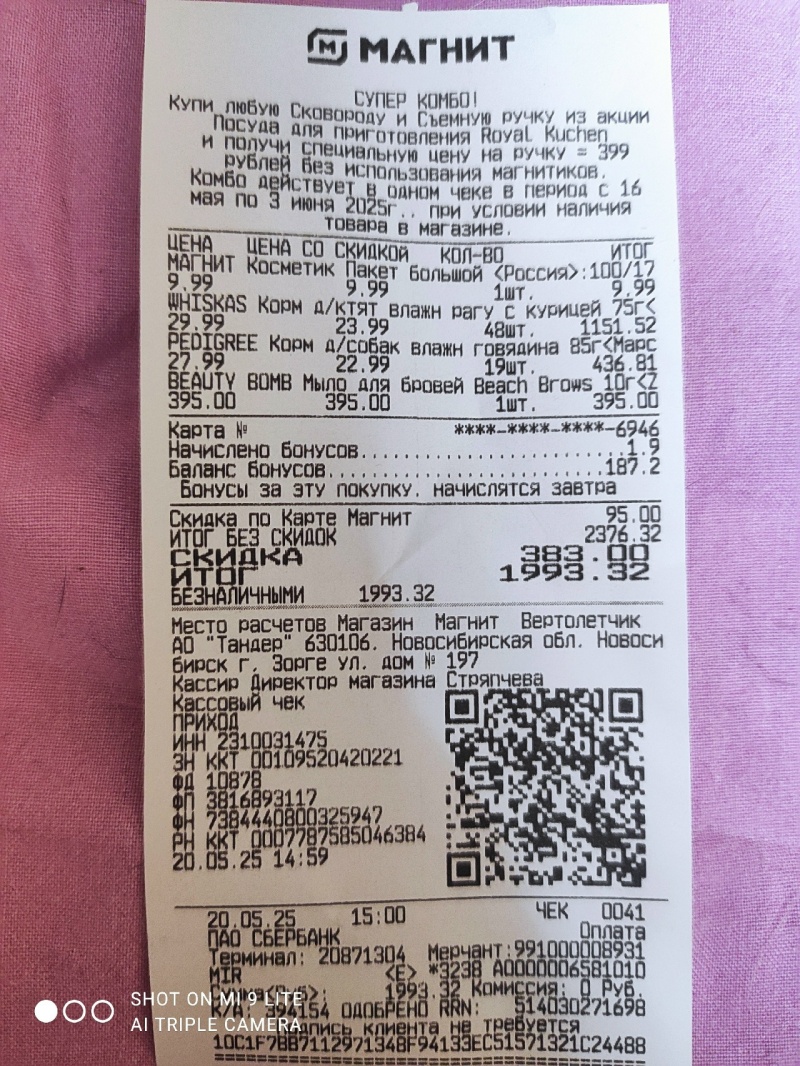 МАГНИТ
СУПЕР КОМБО!
Купи любую Сковороду и Съемную ручку из акции
Посуда для приготовления Royal Kuchen
и получи специальную цену на ручку = 399
рублей без использования магнитиков.
Комбо действует в одном чеке в период с 16
мая по 3 июня 2025г.. при условии наличия
товара в магазине.
ЦЕНА ЦЕНА СО СКИДКОЙ КОЛ-ВО ИТОГ
МАГНИТ Косметик Пакет большой <Россия>:100/17
9.99 9.99 1шт. 9.99
WHISKAS Корм д/ктят влажн рагу с курицей 75г<
29.99 23.99 48шт. 1151.52
PEDIGREE Корм д/собак влажн говядина 85г<Марс
27.99 22.99 19шт. 436.81
BEAUTY BOMB Мыло для бровей Beach Brows 10г<Z
395.00 395.00 1шт. 395.00
Карта № ****-****-****-6946
Начислено бонусов........................1.9
Баланс бонусов.........................187.2
Бонусы за эту покупку. начислятся завтра
Скидка по Карте Магнит 95.00
ИТОГ БЕЗ СКИДОК 2376.32
СКИДКА 383.00
ИТОГ 1993.32
БЕЗНАЛИЧНЫМИ 1993.32
Место расчетов Магазин Магнит Вертолетчик
АО "Тандер" 630106. Новосибирская обл. Новоси
бирск г, Зорге ул. дом № 197
Кассир Директор магазина Стряпчева
Кассовый чек
ПРИХОД
ИНН 2310031475
ЗН ККТ 00109520420221
ФД 10878
ФП 3816893117
ФН 7384440800325947
РН ККТ 0007787585046384
20.05.25 14:59
20.05.25 15:00 ЧЕК 0041
ПАО СБЕРБАНК Оплата
Терминал: 20871304 Мерчант:991000008931
MIR <E> *3238 A0000006581010
1993.32 Комиссия: 0 Руб.
К/А: 394154 ОДОБРЕНО RRN: 514030271698
клиента не требуется
10C1F7BB7112971348F94133EC51571321C24488
SHOT ON MI 9 LITE
AI TRIPLE CAMERA